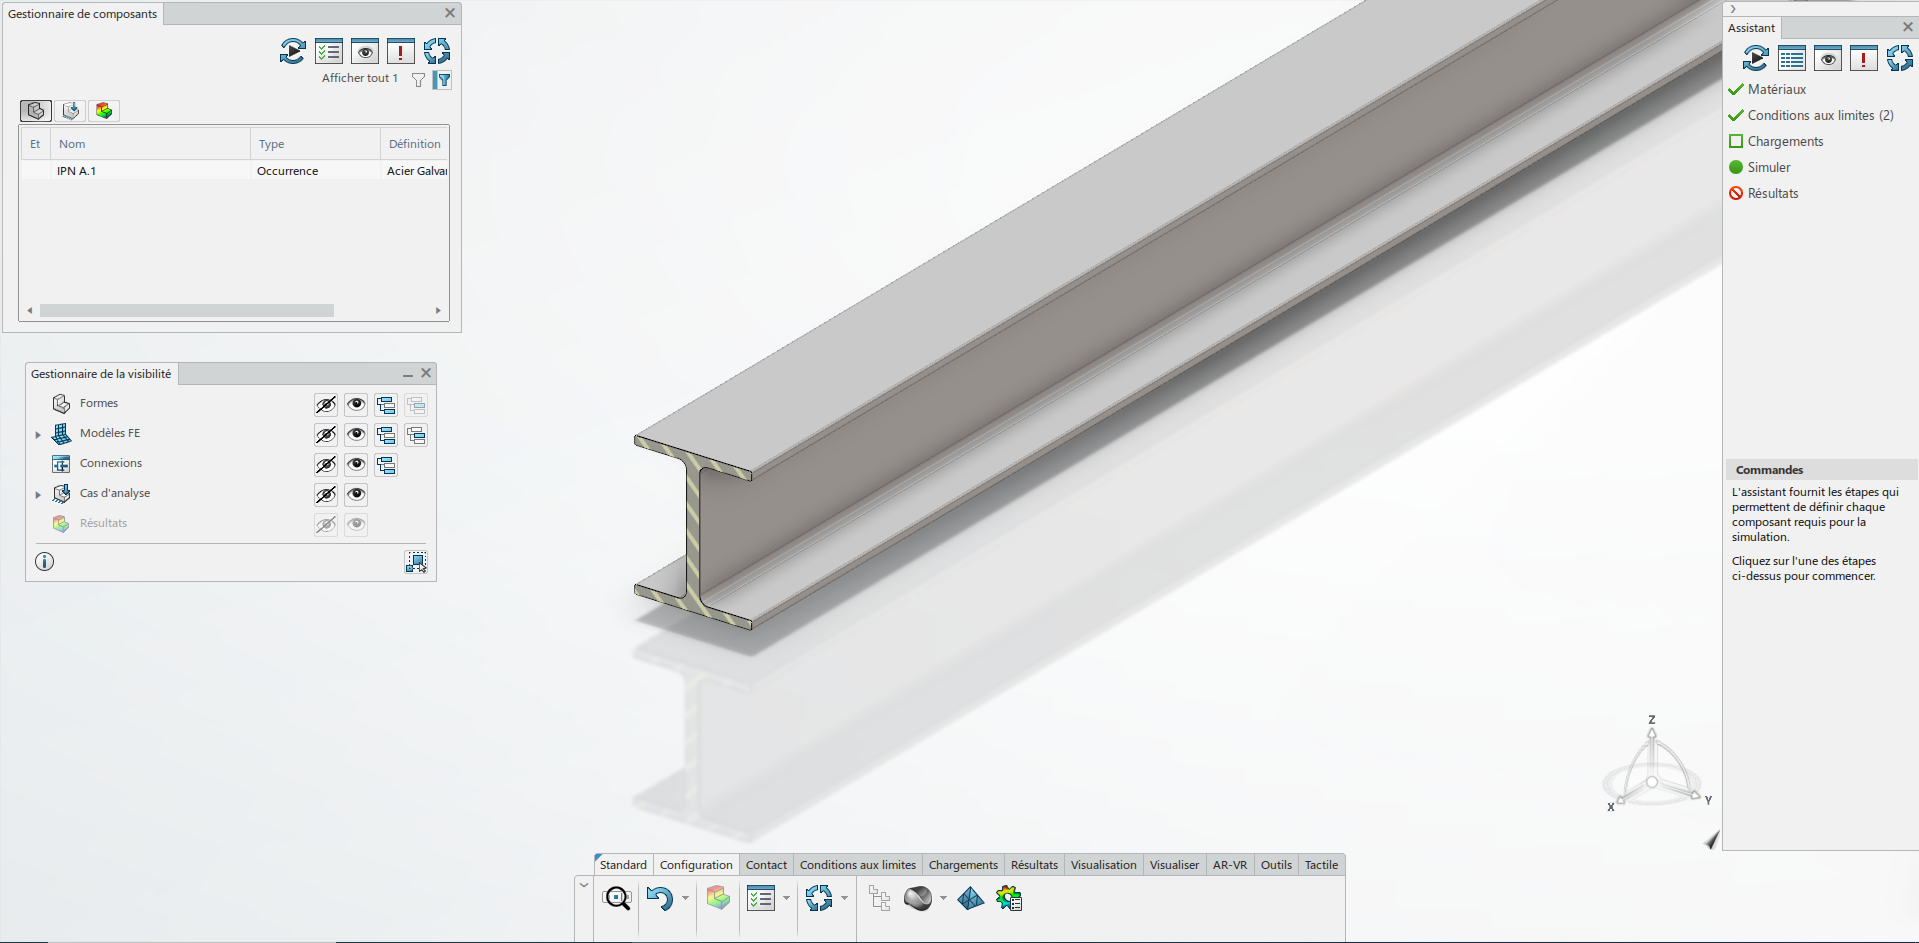 Gestionnaire de composants
Afficher tout 1
Et Nom Type Définition
IPN A.1 Occurrence Acier Galva
Gestionnaire de la visibilité
Formes
Modèles FE
Connexions
Cas d'analyse
Résultats
Assistant
Matériaux
Conditions aux limites (2)
Chargements
Simuler
Résultats
Commandes
L'assistant fournit les étapes qui
permettent de définir chaque
composant requis pour la
simulation.
Cliquez sur l'une des étapes
ci-dessus pour commencer.
Z
X
Y
Standard Configuration Contact Conditions aux limites Chargements Résultats Visualisation Visualiser AR-VR Outils Tactile